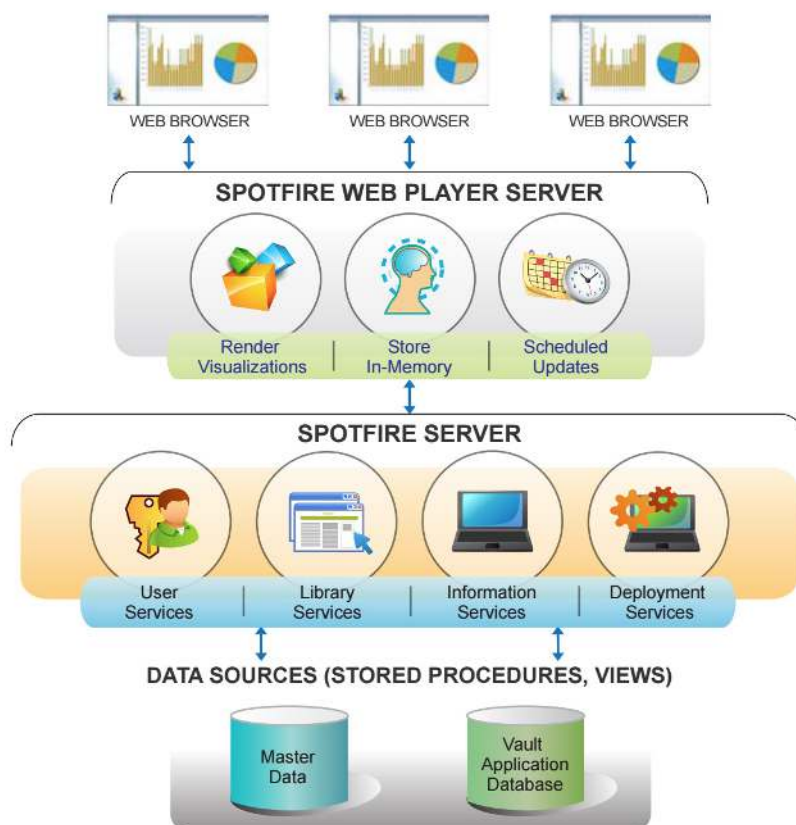 WEB BROWSER WEB BROWSER WEB BROWSER
SPOTFIRE WEB PLAYER SERVER
Render Visualizations
Store In-Memory
Scheduled Updates
SPOTFIRE SERVER
User Services
Library Services
Information Services
Deployment Services
DATA SOURCES (STORED PROCEDURES, VIEWS)
Master Data
Vault Application Database